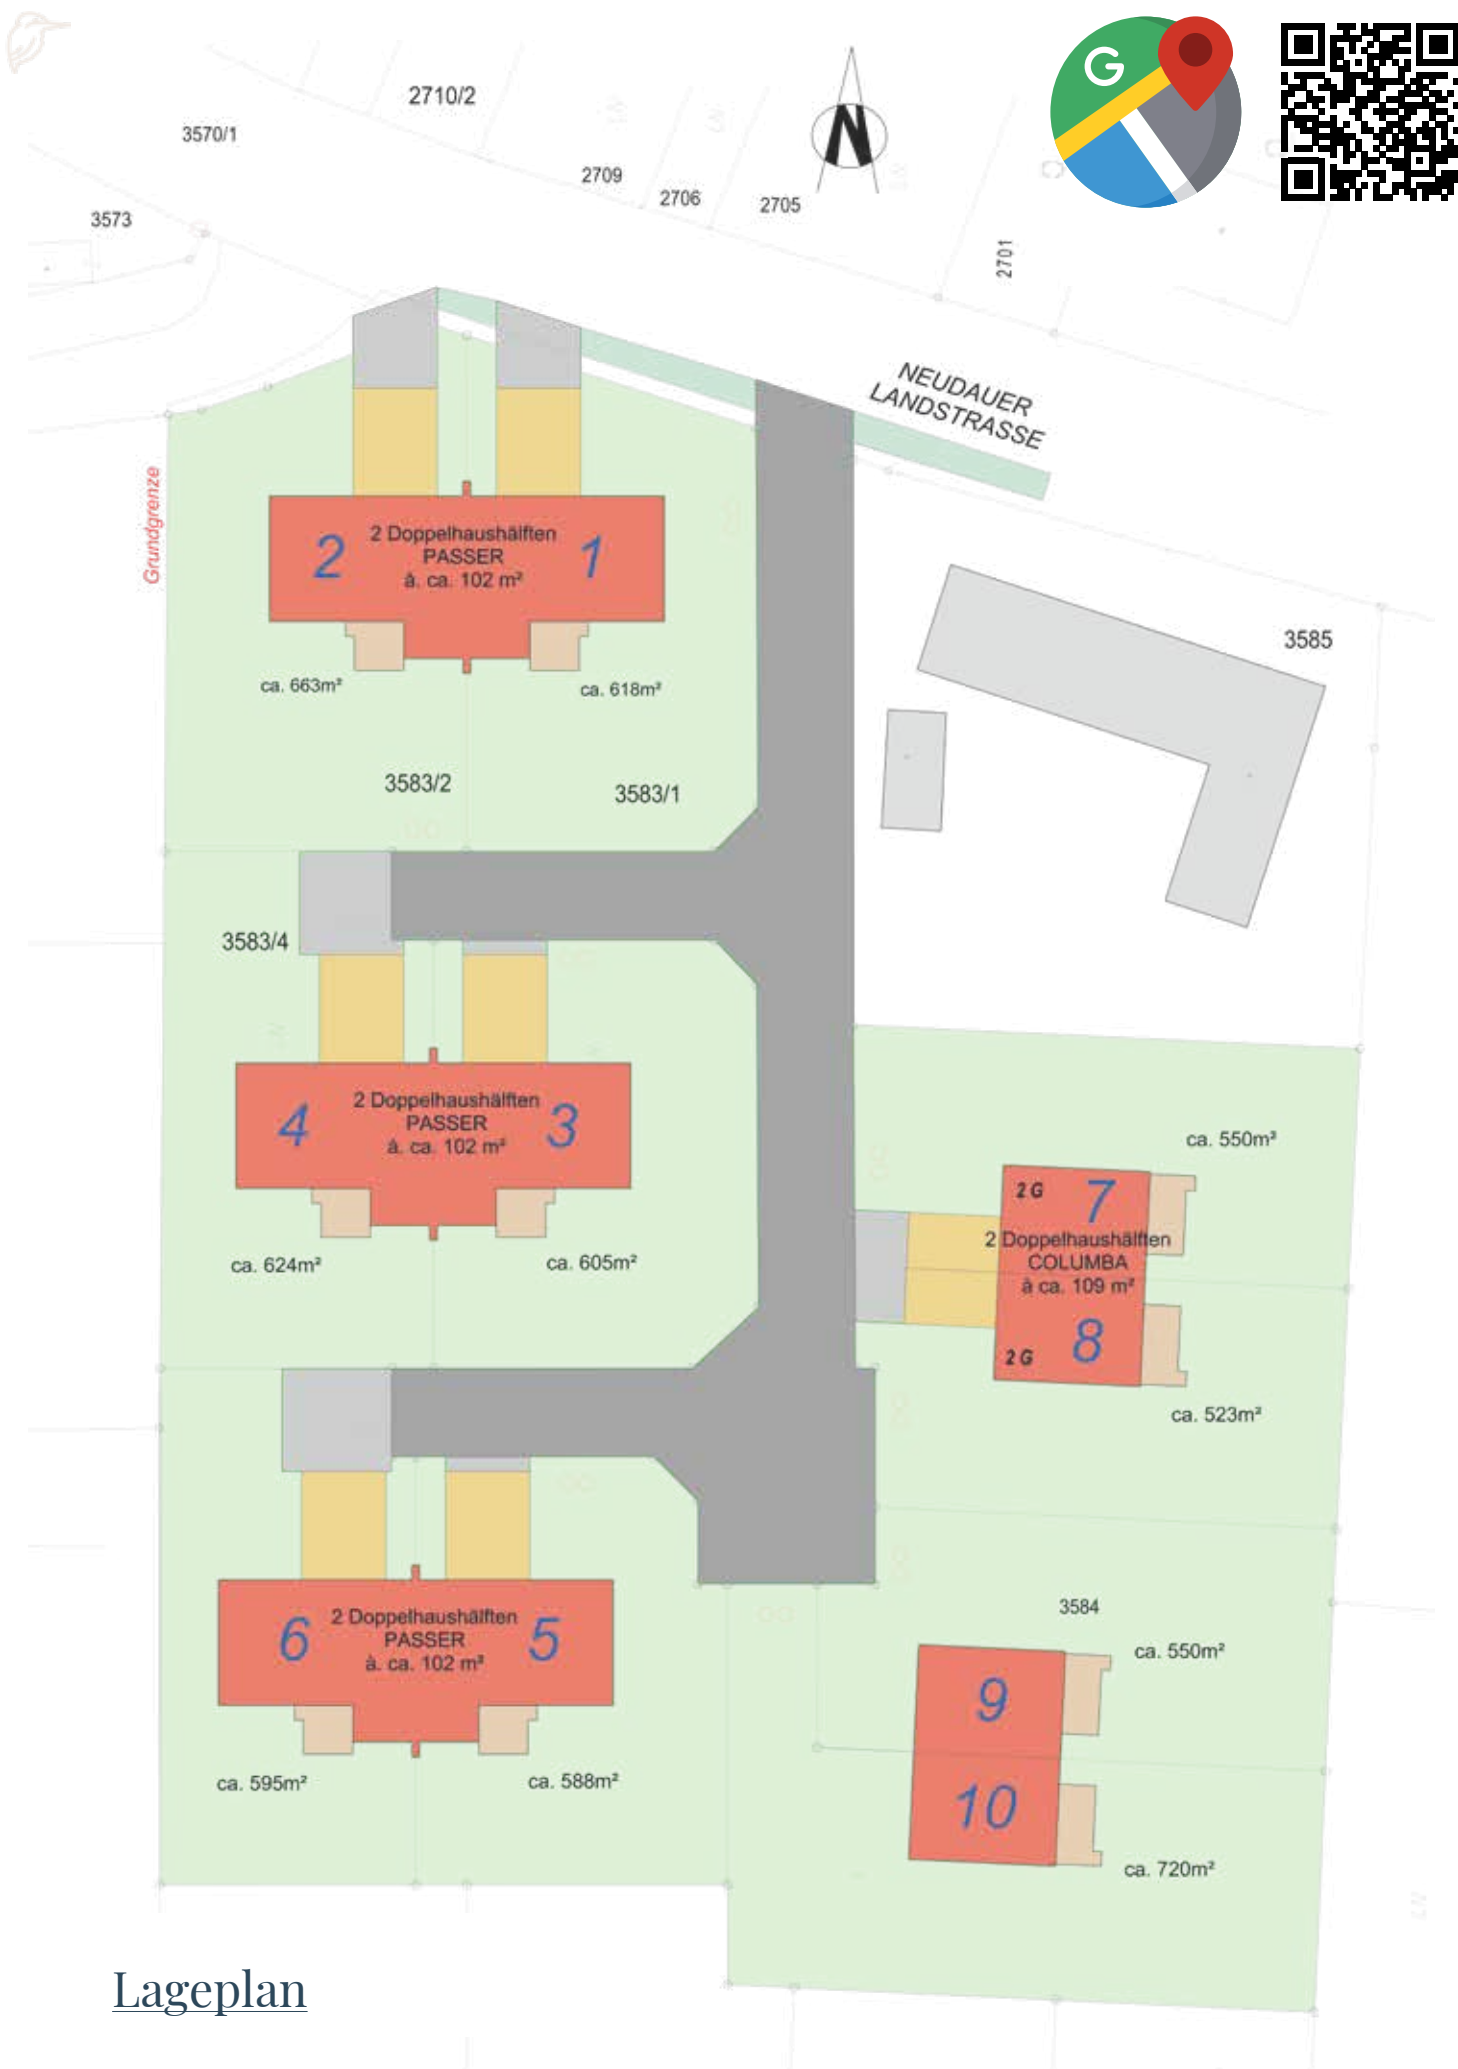 2710/2
3570/1
2709
2706
2705
3573
2701
N
G
NEUDAUER
LANDSTRASSE
Grundgrenze
2 Doppelhaushälften
PASSER
à. ca. 102 m²
2
1
3585
ca. 663m²
ca. 618m²
3583/2
3583/1
3583/4
2 Doppelhaushälften
PASSER
à. ca. 102 m²
4
3
ca. 550m²
2 G
7
2 Doppelhaushälften
COLUMBA
à ca. 109 m²
2 G
8
ca. 624m²
ca. 605m²
ca. 523m²
2 Doppelhaushälften
PASSER
à. ca. 102 m²
6
5
3584
ca. 550m²
9
10
ca. 595m²
ca. 588m²
ca. 720m²
Lageplan